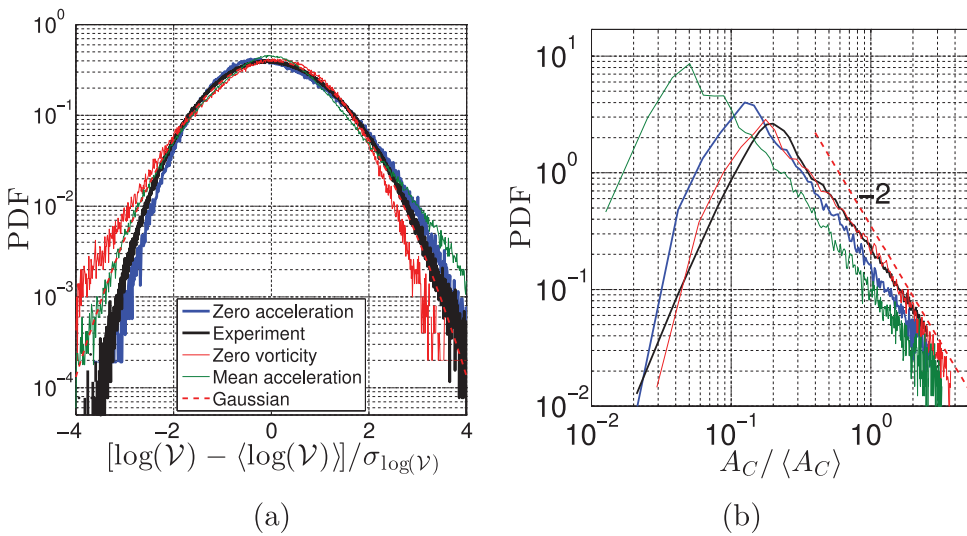 10^0
10^{-1}
10^{-2}
10^{-3}
10^{-4}
PDF
Zero acceleration
Experiment
Zero vorticity
Mean acceleration
Gaussian
−4 −2 0 2 4
[log(𝒱) − ⟨log(𝒱)⟩]/σ_{log(𝒱)}
(a)
10^1
10^0
10^{-1}
10^{-2}
PDF
−2
10^{-2} 10^{-1} 10^0
A_C/⟨A_C⟩
(b)